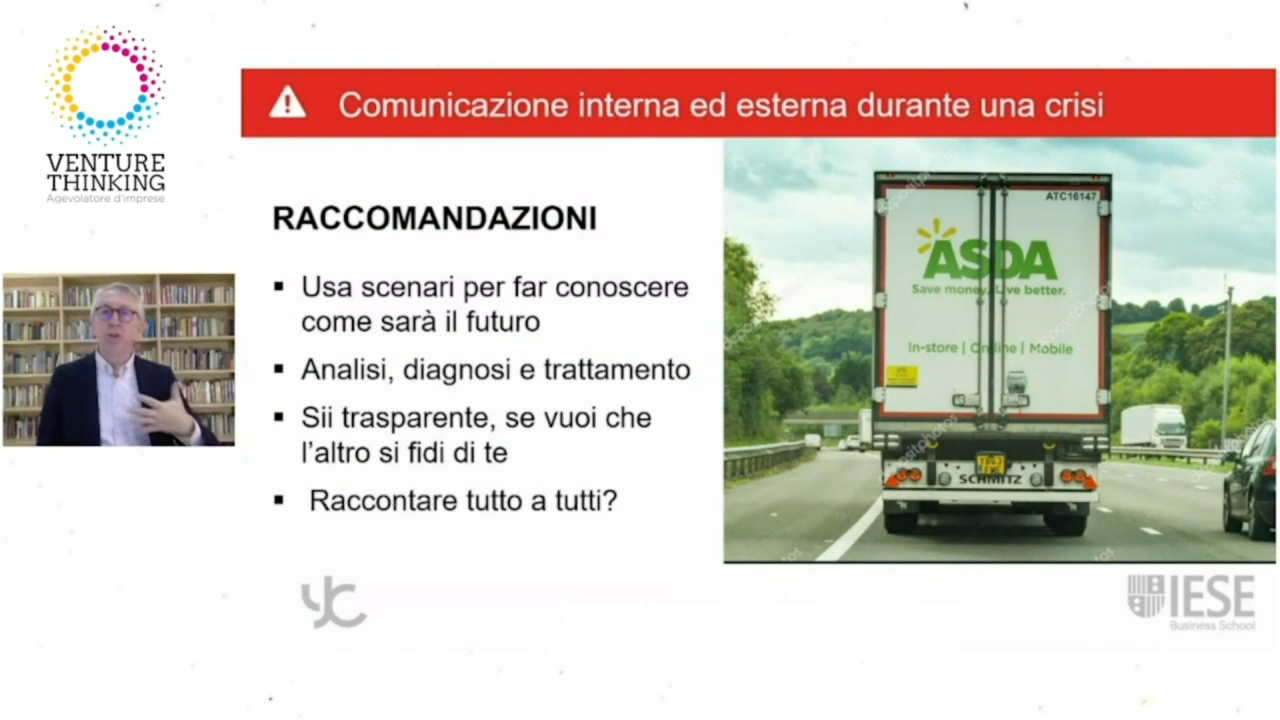 VENTURE
THINKING
Agevolatore d'imprese
Comunicazione interna ed esterna durante una crisi
RACCOMANDAZIONI
▪ Usa scenari per far conoscere
come sarà il futuro
▪ Analisi, diagnosi e trattamento
▪ Sii trasparente, se vuoi che
l'altro si fidi di te
▪ Raccontare tutto a tutti?
ATC16147
ASDA
Save money. Live better.
In-store | Online | Mobile
SCHMITZ
yc
IESE
Business School